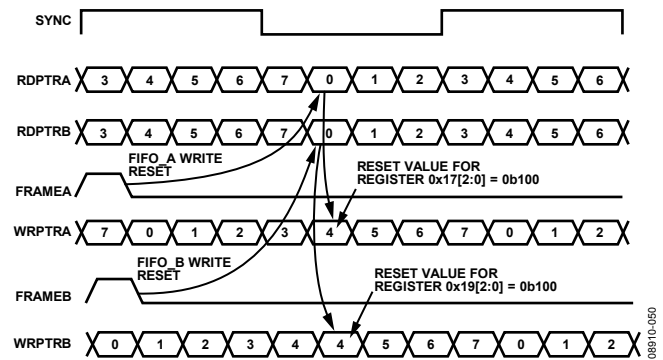 SYNC
RDPTRA 3 4 5 6 7 0 1 2 3 4 5 6
RDPTRB 3 4 5 6 7 0 1 2 3 4 5 6
FIFO_A WRITE
RESET
RESET VALUE FOR
REGISTER 0x17[2:0] = 0b100
FRAMEA
WRPTRA 7 0 1 2 3 4 5 6 7 0 1 2
FIFO_B WRITE
RESET
RESET VALUE FOR
REGISTER 0x19[2:0] = 0b100
FRAMEB
WRPTRB 0 1 2 3 4 4 5 6 7 0 1 2
08910-050